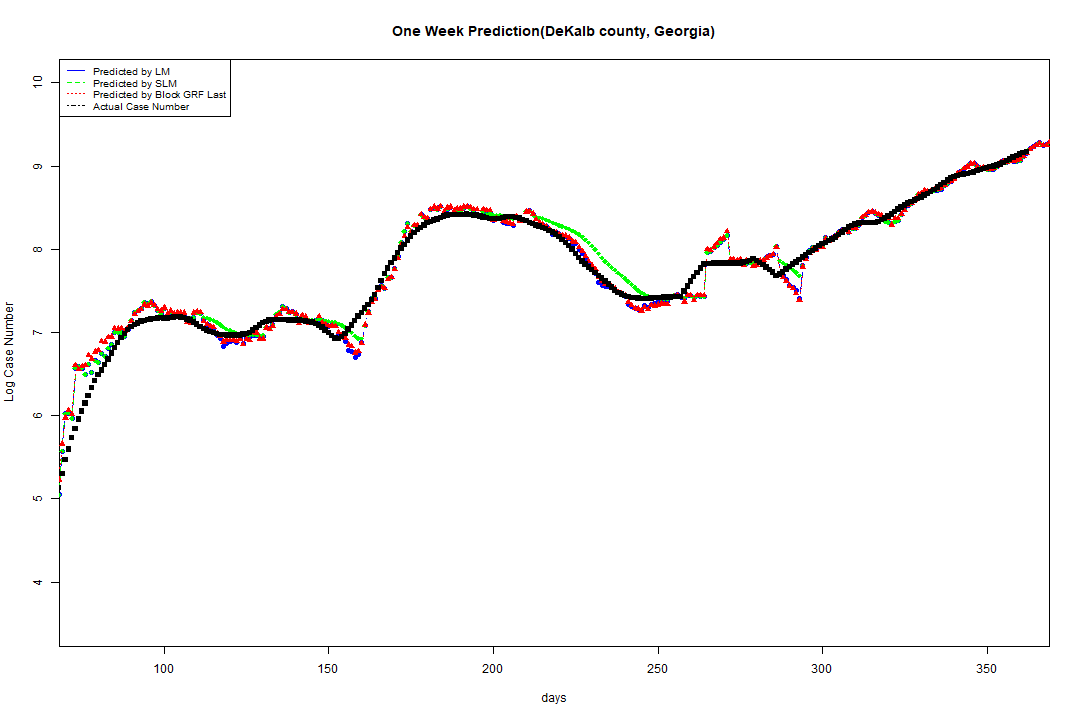 One Week Prediction(DeKalb county, Georgia)
Predicted by LM
Predicted by SLM
Predicted by Block GRF Last
Actual Case Number
10
9
8
7
6
5
4
Log Case Number
100 150 200 250 300 350
days